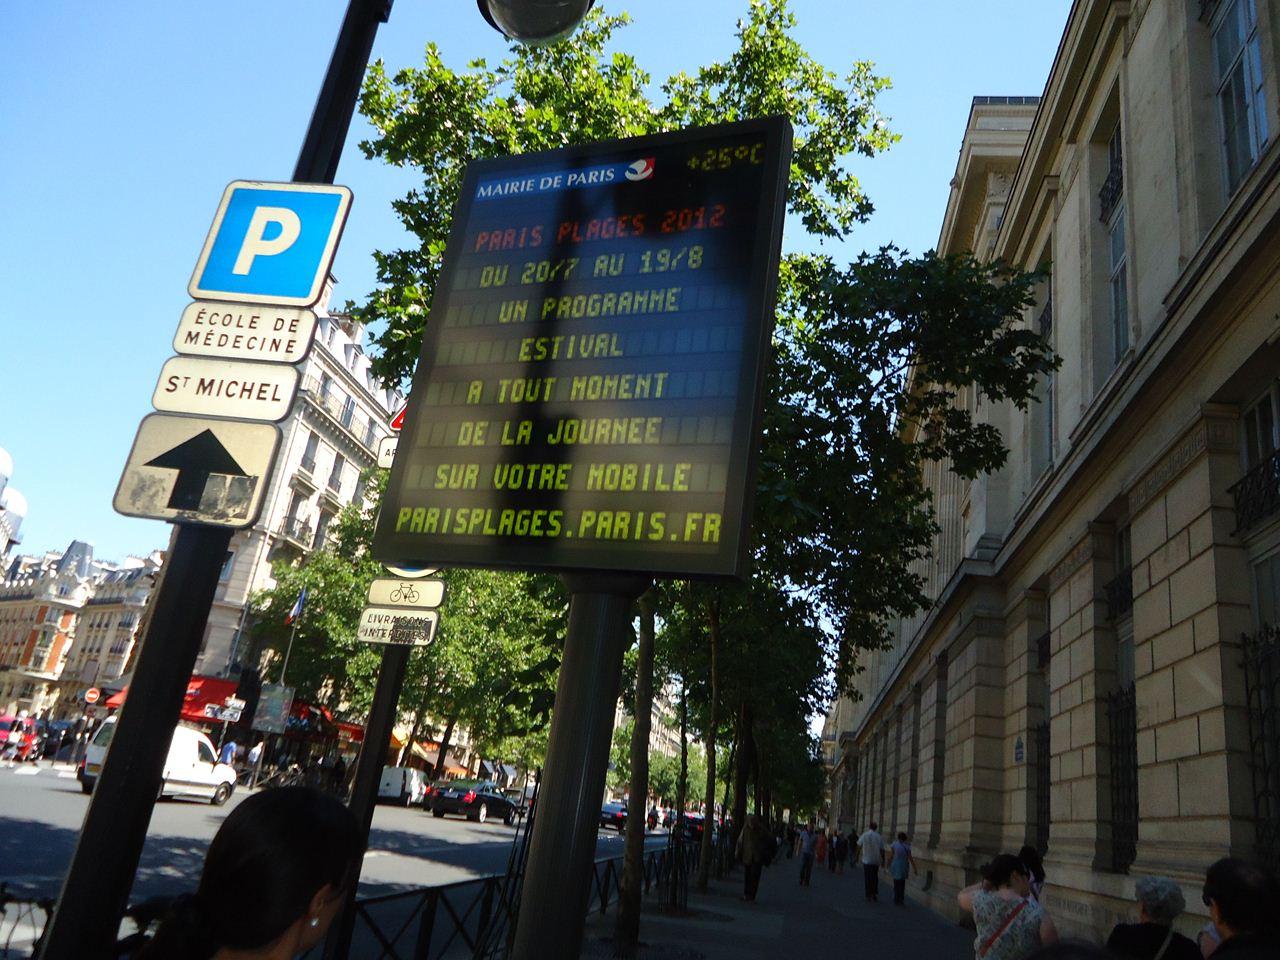 P
ÉCOLE DE
MÉDECINE
ST MICHEL
MAIRIE DE PARIS
+25°C
PARIS PLAGES 2012
DU 20/7 AU 19/8
UN PROGRAMME
ESTIVAL
A TOUT MOMENT
DE LA JOURNEE
SUR VOTRE MOBILE
PARISPLAGES.PARIS.FR
LIVRAISONS